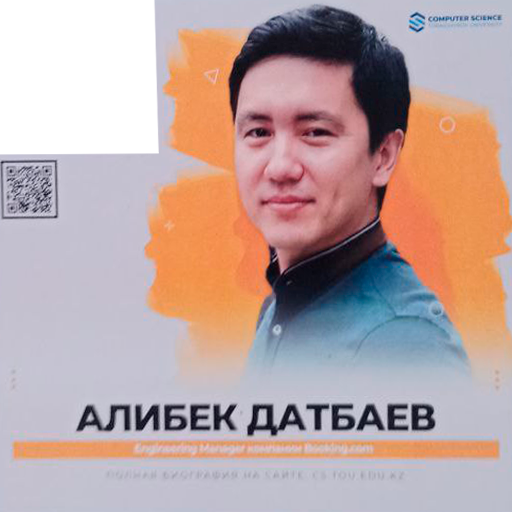 COMPUTER SCIENCE
АЛИБЕК ДАТБАЕВ
Engineering Manager компании Booking.com
ПОЛНАЯ БИОГРАФИЯ НА САЙТЕ: CS.TOU.EDU.KZ